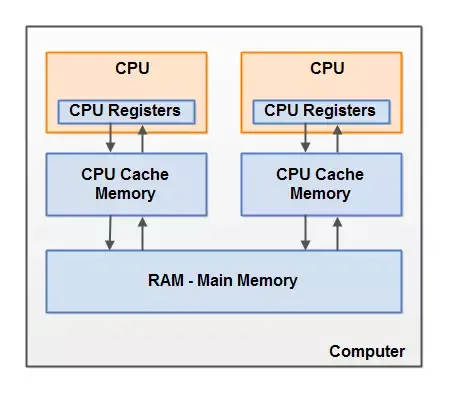 CPU
CPU
CPU Registers
CPU Registers
CPU Cache
Memory
CPU Cache
Memory
RAM - Main Memory
Computer